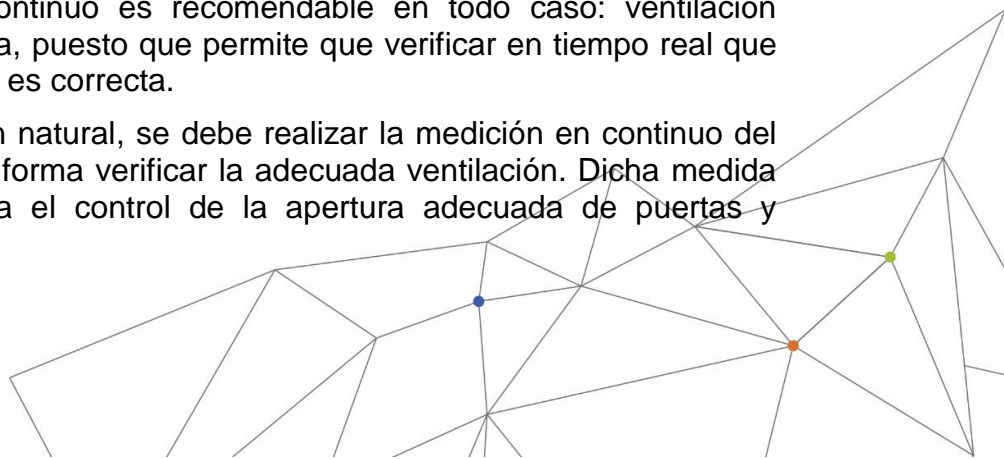 ontinuo es recomendable en todo caso: ventilación
a, puesto que permite que verificar en tiempo real que
es correcta.
n natural, se debe realizar la medición en continuo del
forma verificar la adecuada ventilación. Dicha medida
a el control de la apertura adecuada de puertas y